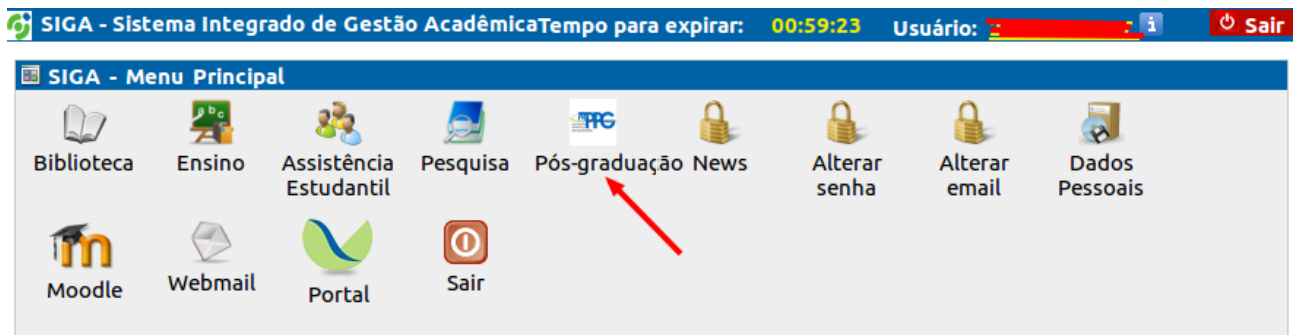 SIGA - Sistema Integrado de Gestão Acadêmica Tempo para expirar: 00:59:23 Usuário: i Sair
SIGA - Menu Principal
Biblioteca Ensino Assistência Estudantil Pesquisa Pós-graduação News Alterar senha Alterar email Dados Pessoais
Moodle Webmail Portal Sair